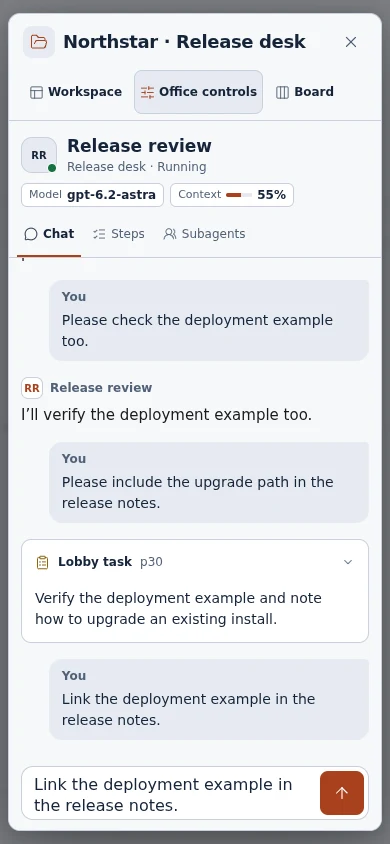 Northstar · Release desk
Workspace
Office controls
Board
RR
Release review
Release desk · Running
Model gpt-6.2-astra
Context 55%
Chat
Steps
Subagents
You
Please check the deployment example
too.
RR Release review
I’ll verify the deployment example too.
You
Please include the upgrade path in the
release notes.
Lobby task p30
Verify the deployment example and note
how to upgrade an existing install.
You
Link the deployment example in the
release notes.
Link the deployment example in
the release notes.